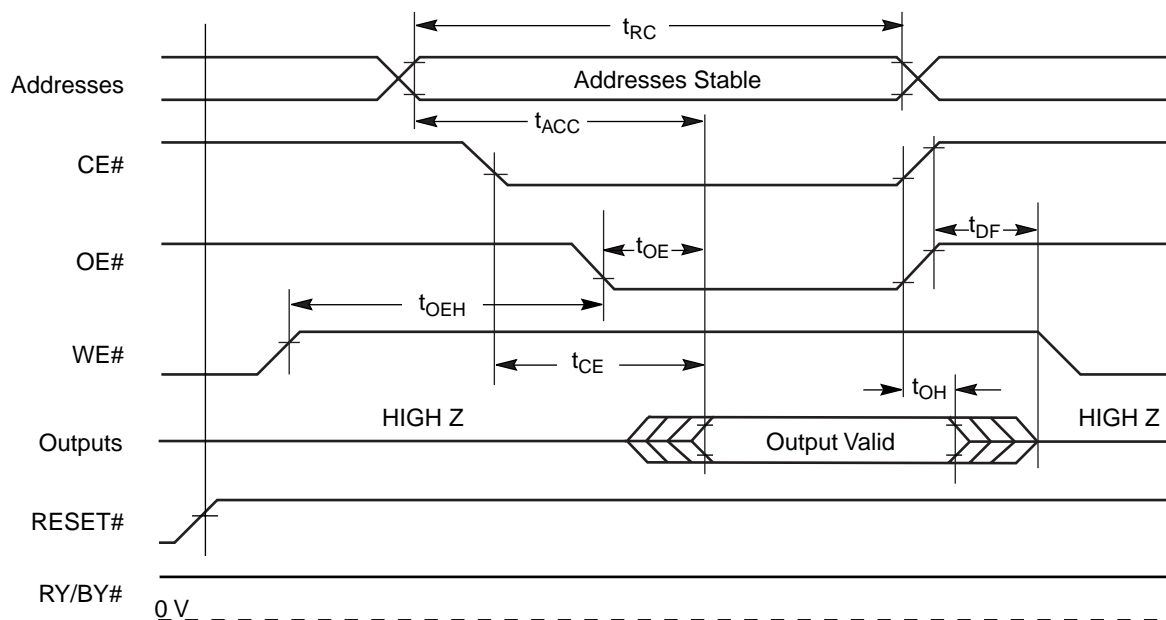 tRC
Addresses
Addresses Stable
tACC
CE#
tDF
OE#
tOE
tOEH
WE#
tCE
tOH
HIGH Z
HIGH Z
Outputs
Output Valid
RESET#
RY/BY#
0 V